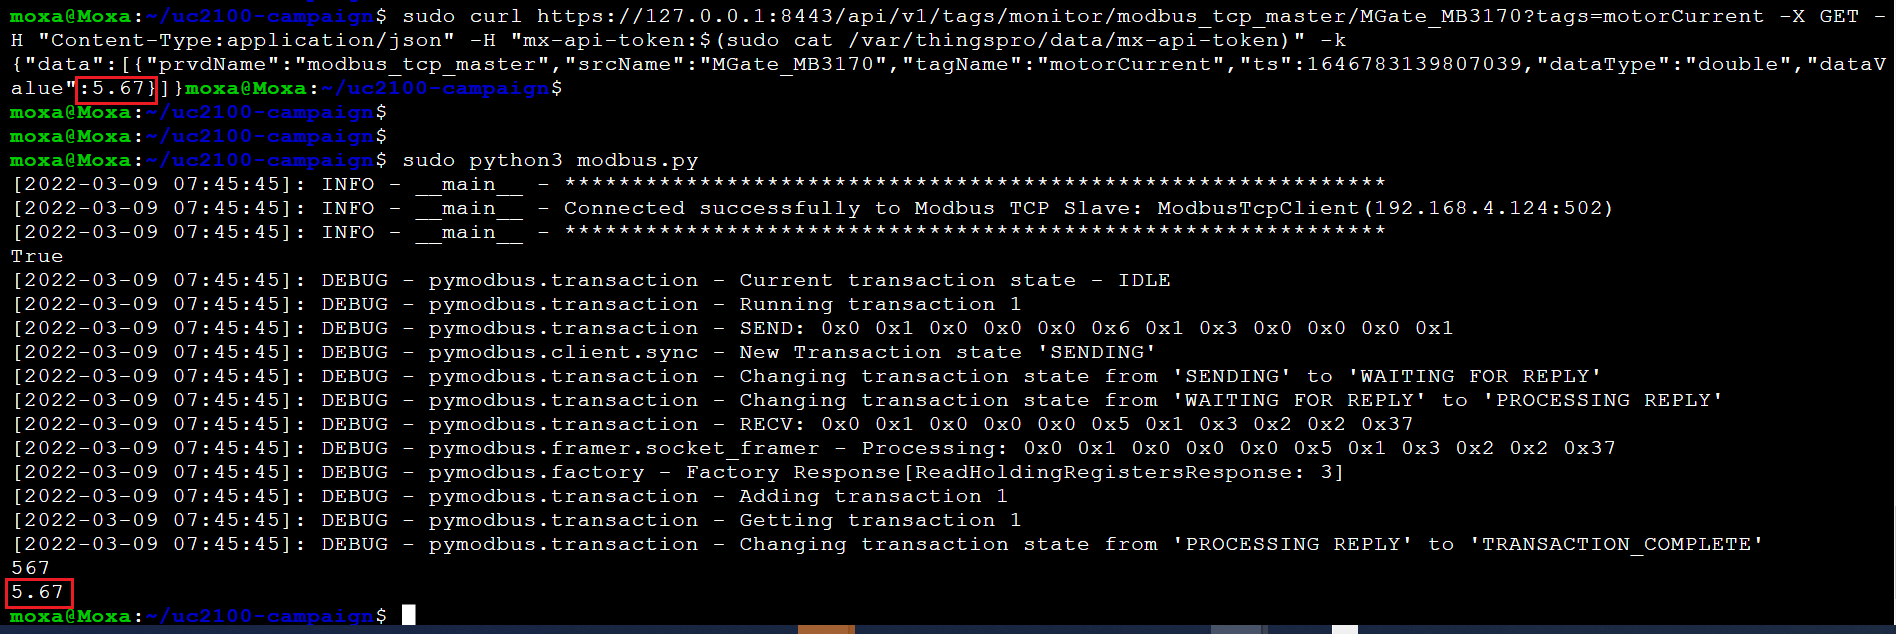 moxa@Moxa:~/uc2100-campaign$ sudo curl https://127.0.0.1:8443/api/v1/tags/monitor/modbus_tcp_master/MGate_MB3170?tags=motorCurrent -X GET -
H "Content-Type:application/json" -H "mx-api-token:$(sudo cat /var/thingspro/data/mx-api-token)" -k
{"data":[{"prvdName":"modbus_tcp_master","srcName":"MGate_MB3170","tagName":"motorCurrent","ts":1646783139807039,"dataType":"double","dataV
alue":5.67}]}moxa@Moxa:~/uc2100-campaign$
moxa@Moxa:~/uc2100-campaign$
moxa@Moxa:~/uc2100-campaign$
moxa@Moxa:~/uc2100-campaign$ sudo python3 modbus.py
[2022-03-09 07:45:45]: INFO - __main__ - *************************************************************
[2022-03-09 07:45:45]: INFO - __main__ - Connected successfully to Modbus TCP Slave: ModbusTcpClient(192.168.4.124:502)
[2022-03-09 07:45:45]: INFO - __main__ - *************************************************************
True
[2022-03-09 07:45:45]: DEBUG - pymodbus.transaction - Current transaction state - IDLE
[2022-03-09 07:45:45]: DEBUG - pymodbus.transaction - Running transaction 1
[2022-03-09 07:45:45]: DEBUG - pymodbus.transaction - SEND: 0x0 0x1 0x0 0x0 0x0 0x6 0x1 0x3 0x0 0x0 0x0 0x1
[2022-03-09 07:45:45]: DEBUG - pymodbus.client.sync - New Transaction state 'SENDING'
[2022-03-09 07:45:45]: DEBUG - pymodbus.transaction - Changing transaction state from 'SENDING' to 'WAITING FOR REPLY'
[2022-03-09 07:45:45]: DEBUG - pymodbus.transaction - Changing transaction state from 'WAITING FOR REPLY' to 'PROCESSING REPLY'
[2022-03-09 07:45:45]: DEBUG - pymodbus.transaction - RECV: 0x0 0x1 0x0 0x0 0x0 0x5 0x1 0x3 0x2 0x2 0x37
[2022-03-09 07:45:45]: DEBUG - pymodbus.framer.socket_framer - Processing: 0x0 0x1 0x0 0x0 0x0 0x5 0x1 0x3 0x2 0x2 0x37
[2022-03-09 07:45:45]: DEBUG - pymodbus.factory - Factory Response[ReadHoldingRegistersResponse: 3]
[2022-03-09 07:45:45]: DEBUG - pymodbus.transaction - Adding transaction 1
[2022-03-09 07:45:45]: DEBUG - pymodbus.transaction - Getting transaction 1
[2022-03-09 07:45:45]: DEBUG - pymodbus.transaction - Changing transaction state from 'PROCESSING REPLY' to 'TRANSACTION_COMPLETE'
567
5.67
moxa@Moxa:~/uc2100-campaign$